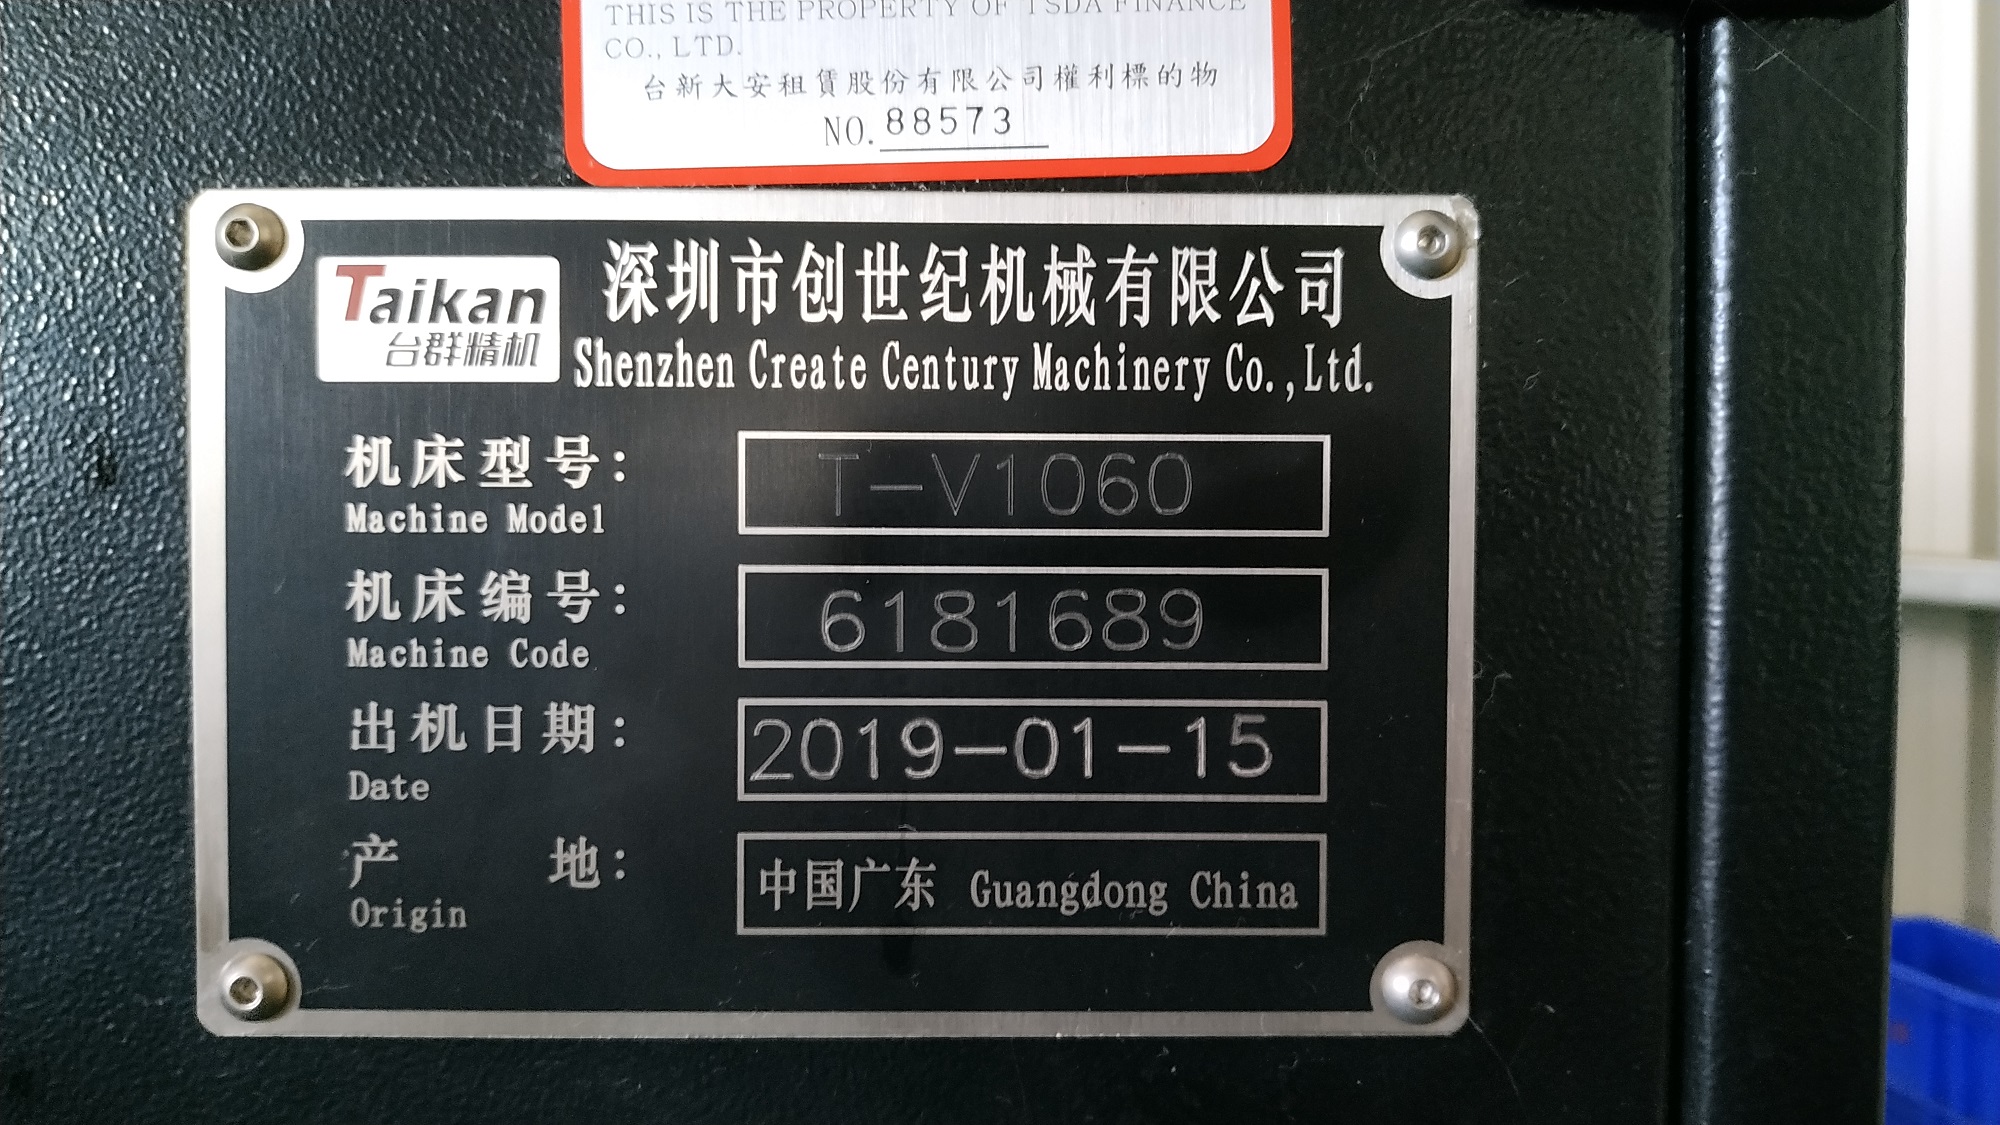 THIS IS THE PROPERTY OF TSDA FINANCE
CO., LTD.
台新大安租賃股份有限公司權利標的物
NO. 88573
Taikan
台群精机
深圳市创世纪机械有限公司
Shenzhen Create Century Machinery Co.,Ltd.
机床型号: T-V1060
Machine Model
机床编号: 6181689
Machine Code
出机日期: 2019-01-15
Date
产 地: 中国广东 Guangdong China
Origin